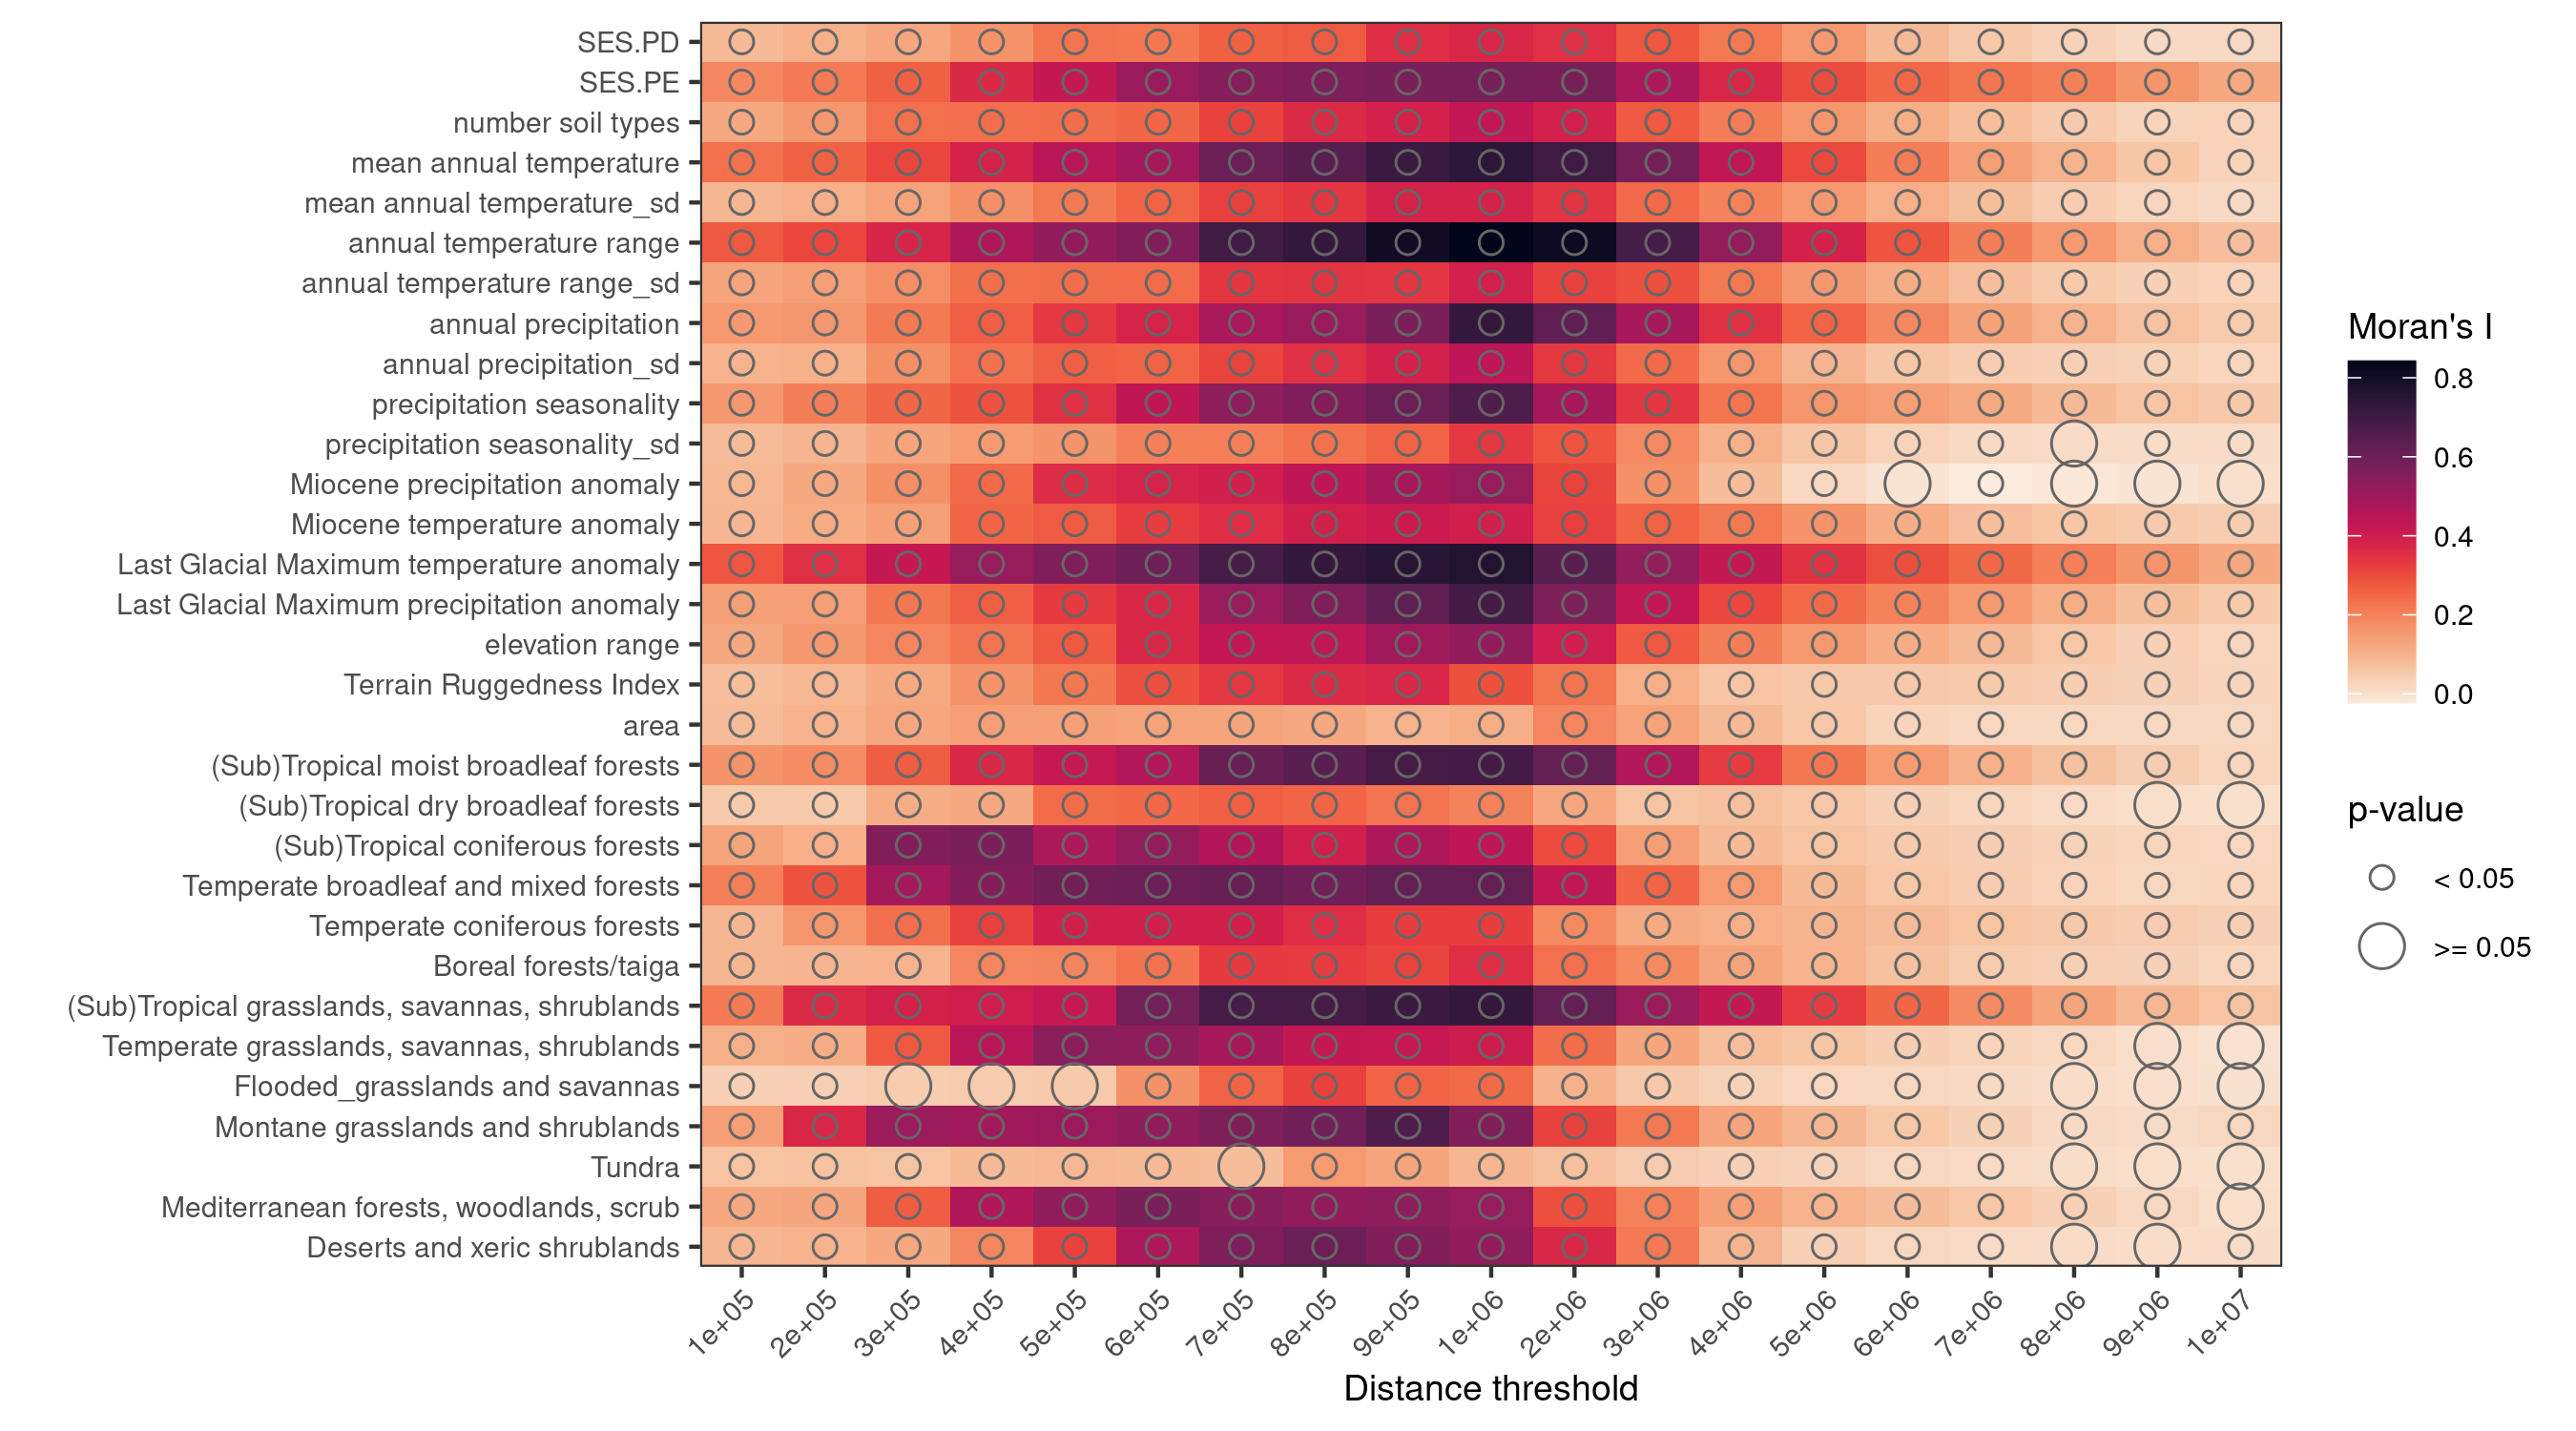 SES.PD
SES.PE
number soil types
mean annual temperature
mean annual temperature_sd
annual temperature range
annual temperature range_sd
annual precipitation
annual precipitation_sd
precipitation seasonality
precipitation seasonality_sd
Miocene precipitation anomaly
Miocene temperature anomaly
Last Glacial Maximum temperature anomaly
Last Glacial Maximum precipitation anomaly
elevation range
Terrain Ruggedness Index
area
(Sub)Tropical moist broadleaf forests
(Sub)Tropical dry broadleaf forests
(Sub)Tropical coniferous forests
Temperate broadleaf and mixed forests
Temperate coniferous forests
Boreal forests/taiga
(Sub)Tropical grasslands, savannas, shrublands
Temperate grasslands, savannas, shrublands
Flooded_grasslands and savannas
Montane grasslands and shrublands
Tundra
Mediterranean forests, woodlands, scrub
Deserts and xeric shrublands
1e+05 2e+05 3e+05 4e+05 5e+05 6e+05 7e+05 8e+05 9e+05 1e+06 2e+06 3e+06 4e+06 5e+06 6e+06 7e+06 8e+06 9e+06 1e+07
Distance threshold
Moran's I
0.8
0.6
0.4
0.2
0.0
p-value
< 0.05
>= 0.05